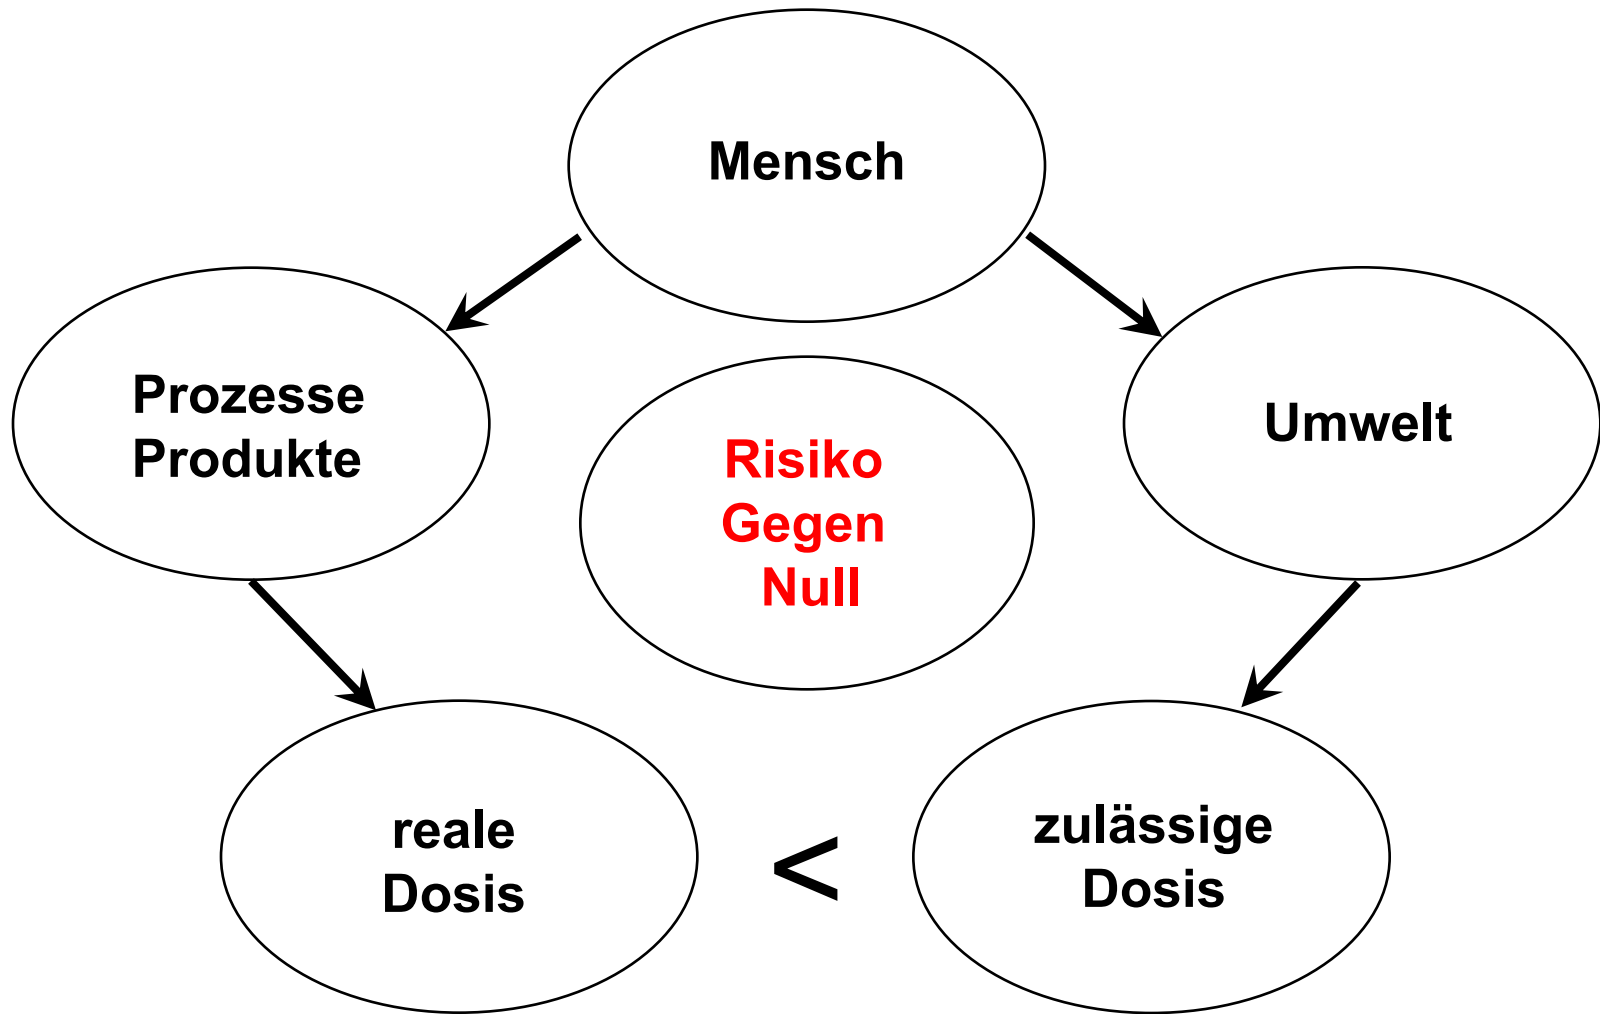 Mensch
Prozesse
Produkte
Umwelt
Risiko
Gegen
Null
reale
Dosis
<
zulässige
Dosis